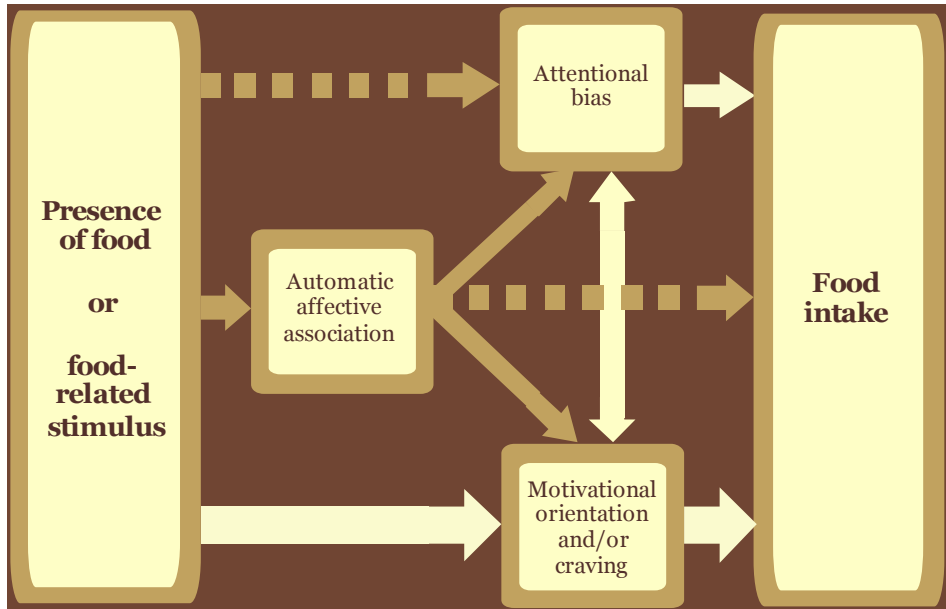 Presence
of food
or
food-
related
stimulus
Automatic
affective
association
Attentional
bias
Motivational
orientation
and/or
craving
Food
intake